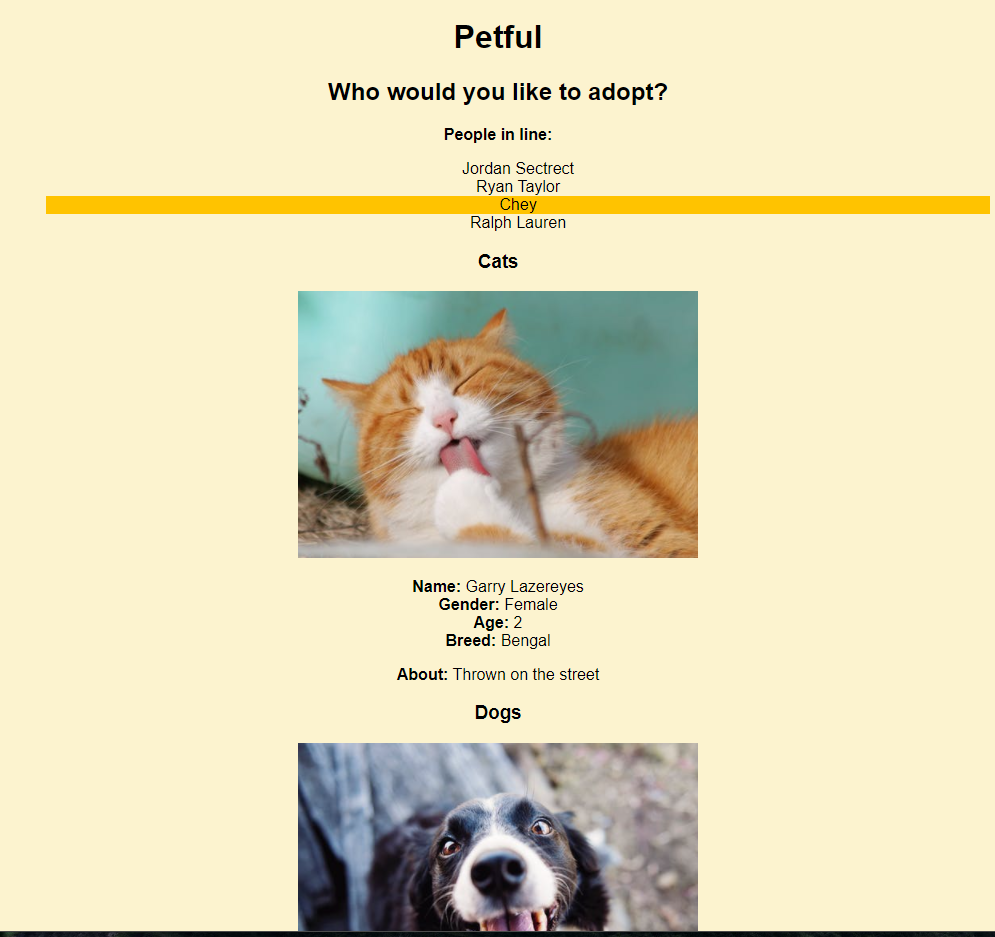 Petful
Who would you like to adopt?
People in line:
Jordan Sectrect
Ryan Taylor
Chey
Ralph Lauren
Cats
Name: Garry Lazereyes
Gender: Female
Age: 2
Breed: Bengal
About: Thrown on the street
Dogs